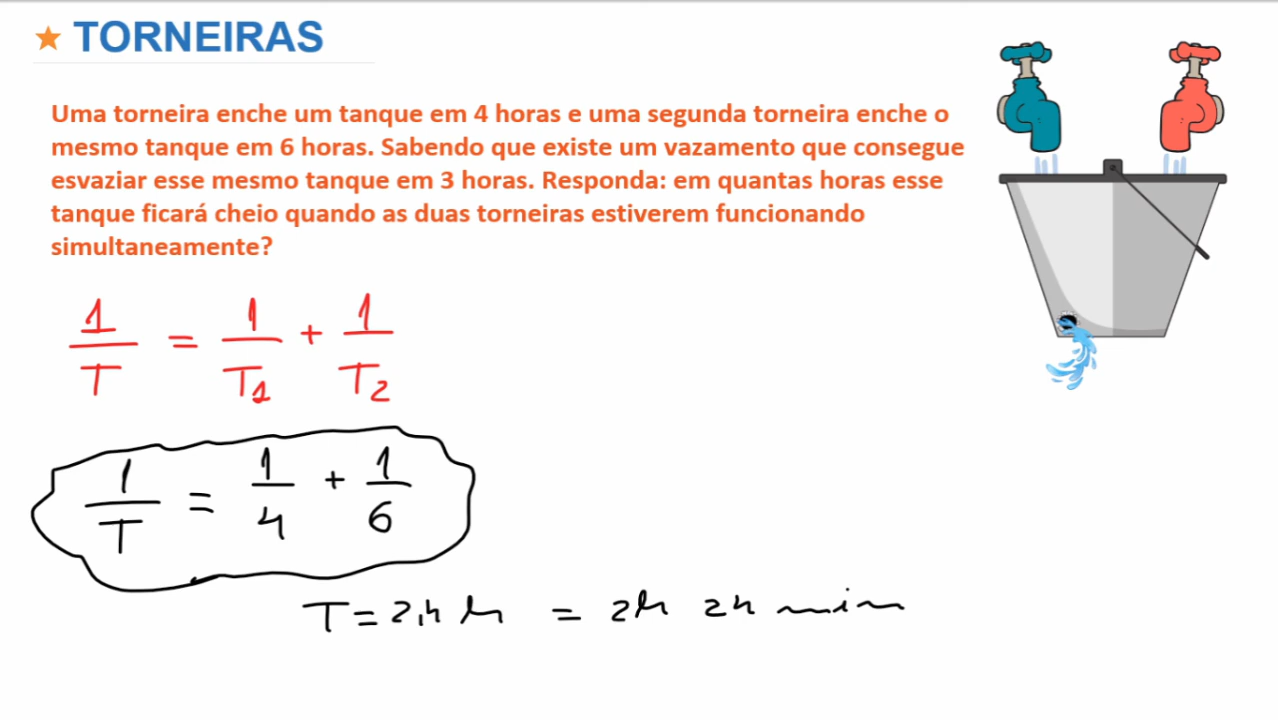 TORNEIRAS
Uma torneira enche um tanque em 4 horas e uma segunda torneira enche o
mesmo tanque em 6 horas. Sabendo que existe um vazamento que consegue
esvaziar esse mesmo tanque em 3 horas. Responda: em quantas horas esse
tanque ficará cheio quando as duas torneiras estiverem funcionando
simultaneamente?
1/T = 1/T1 + 1/T2
1/T = 1/4 + 1/6
T = 2,4 h = 2h 24 min